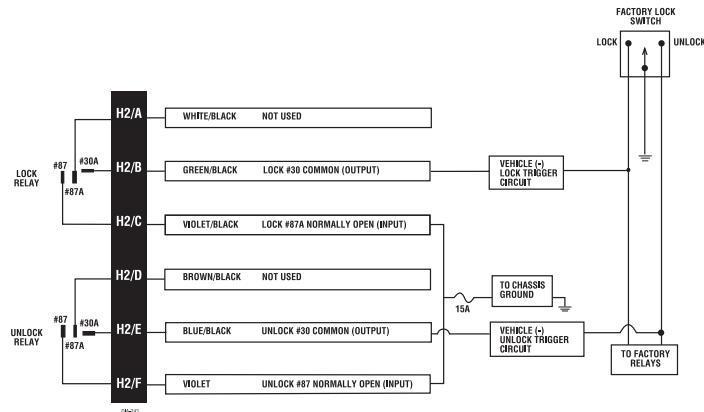 FACTORY LOCK
SWITCH
LOCK
UNLOCK
H2/A
WHITE/BLACK NOT USED
#87
#30A
#87A
LOCK
RELAY
H2/B
GREEN/BLACK LOCK #30 COMMON (OUTPUT)
VEHICLE (-)
LOCK TRIGGER
CIRCUIT
H2/C
VIOLET/BLACK LOCK #87A NORMALLY OPEN (INPUT)
H2/D
BROWN/BLACK NOT USED
15A
TO CHASSIS
GROUND
#87
#30A
#87A
UNLOCK
RELAY
H2/E
BLUE/BLACK UNLOCK #30 COMMON (OUTPUT)
VEHICLE (-)
UNLOCK TRIGGER
CIRCUIT
TO FACTORY
RELAYS
H2/F
VIOLET UNLOCK #87 NORMALLY OPEN (INPUT)